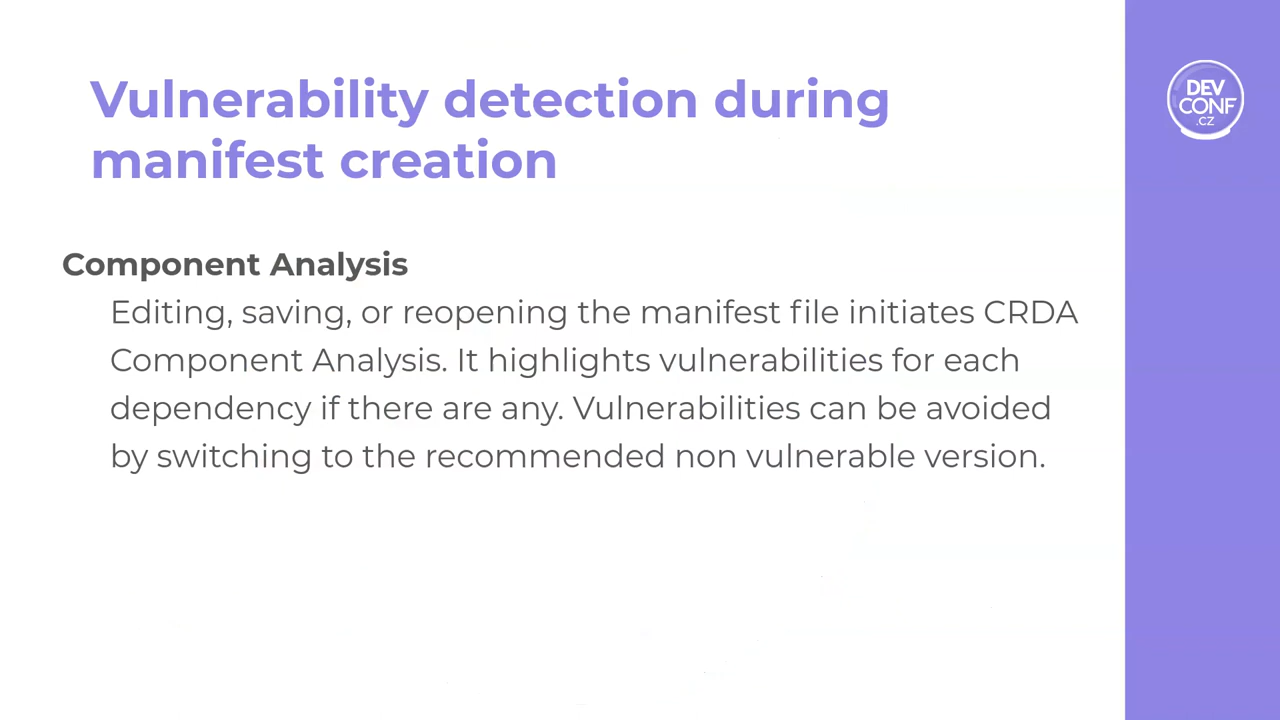 Vulnerability detection during
manifest creation
DEV
CONF
.CZ
Component Analysis
Editing, saving, or reopening the manifest file initiates CRDA
Component Analysis. It highlights vulnerabilities for each
dependency if there are any. Vulnerabilities can be avoided
by switching to the recommended non vulnerable version.